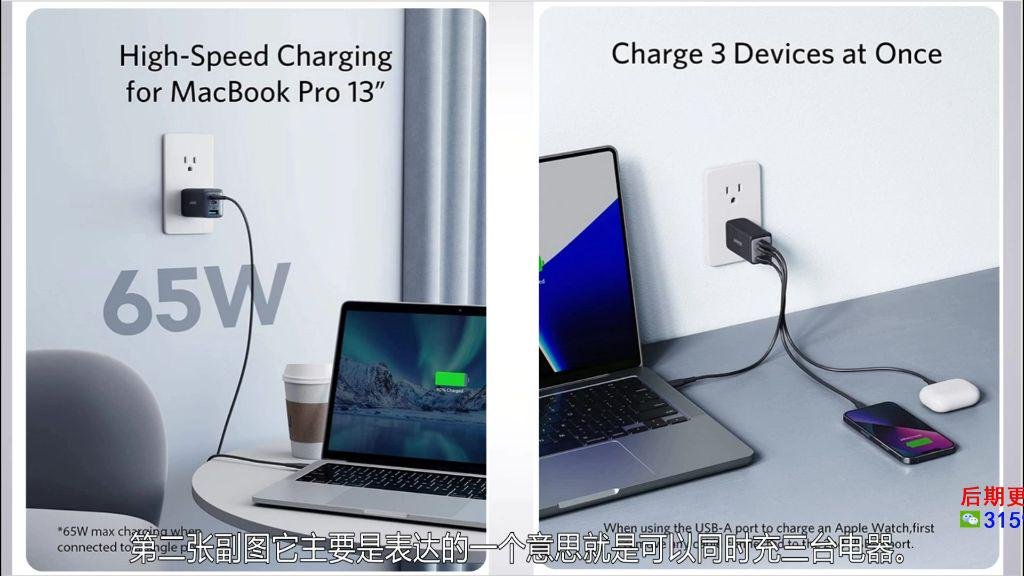 High-Speed Charging
for MacBook Pro 13”
65W
*65W max charging when
connected to
Charge 3 Devices at Once
When using the USB-A port to charge an Apple Watch,first
to the
port.
第二张副图它主要是表达的一个意思就是可以同时充三台电器。
后期更
315